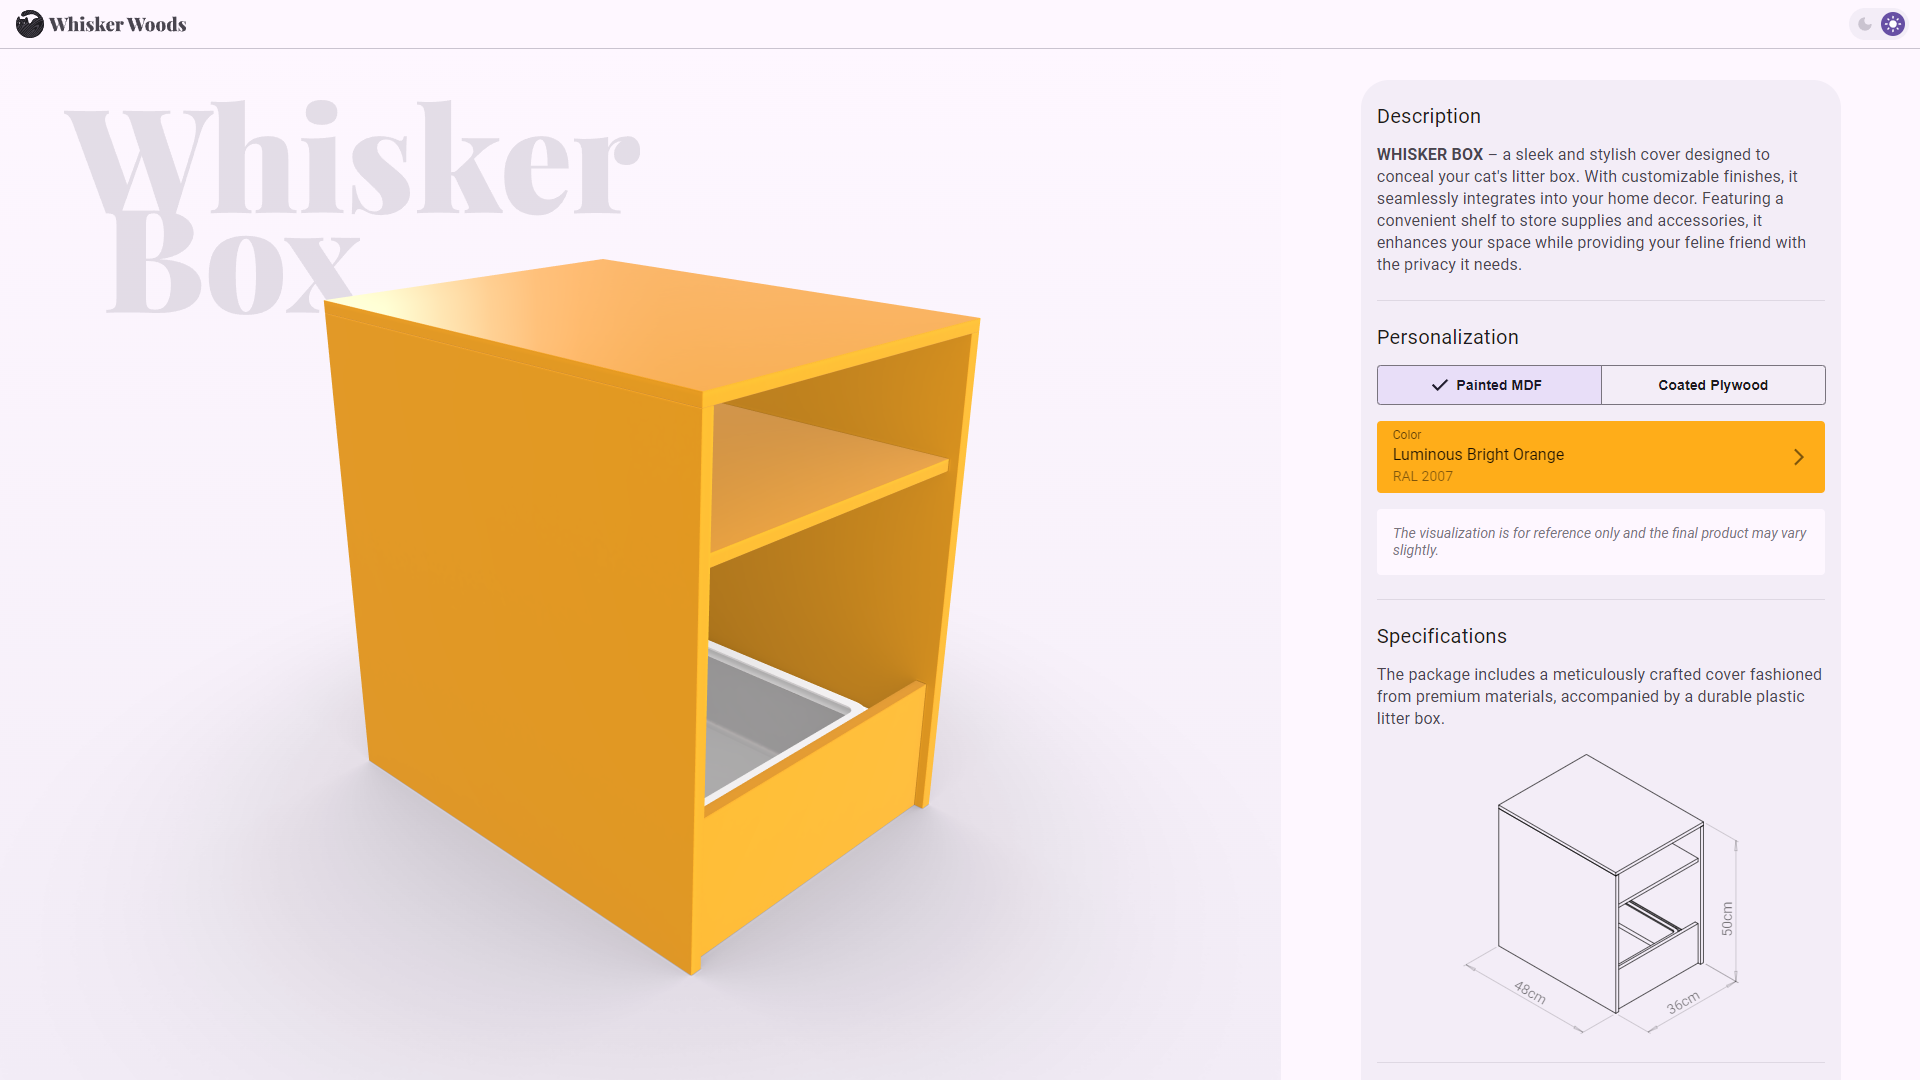 Whisker Woods
Whisker
Box
Description
WHISKER BOX – a sleek and stylish cover designed to
conceal your cat's litter box. With customizable finishes, it
seamlessly integrates into your home decor. Featuring a
convenient shelf to store supplies and accessories, it
enhances your space while providing your feline friend with
the privacy it needs.
Personalization
Painted MDF
Coated Plywood
Color
Luminous Bright Orange
RAL 2007
The visualization is for reference only and the final product may vary
slightly.
Specifications
The package includes a meticulously crafted cover fashioned
from premium materials, accompanied by a durable plastic
litter box.
50cm
48cm
36cm